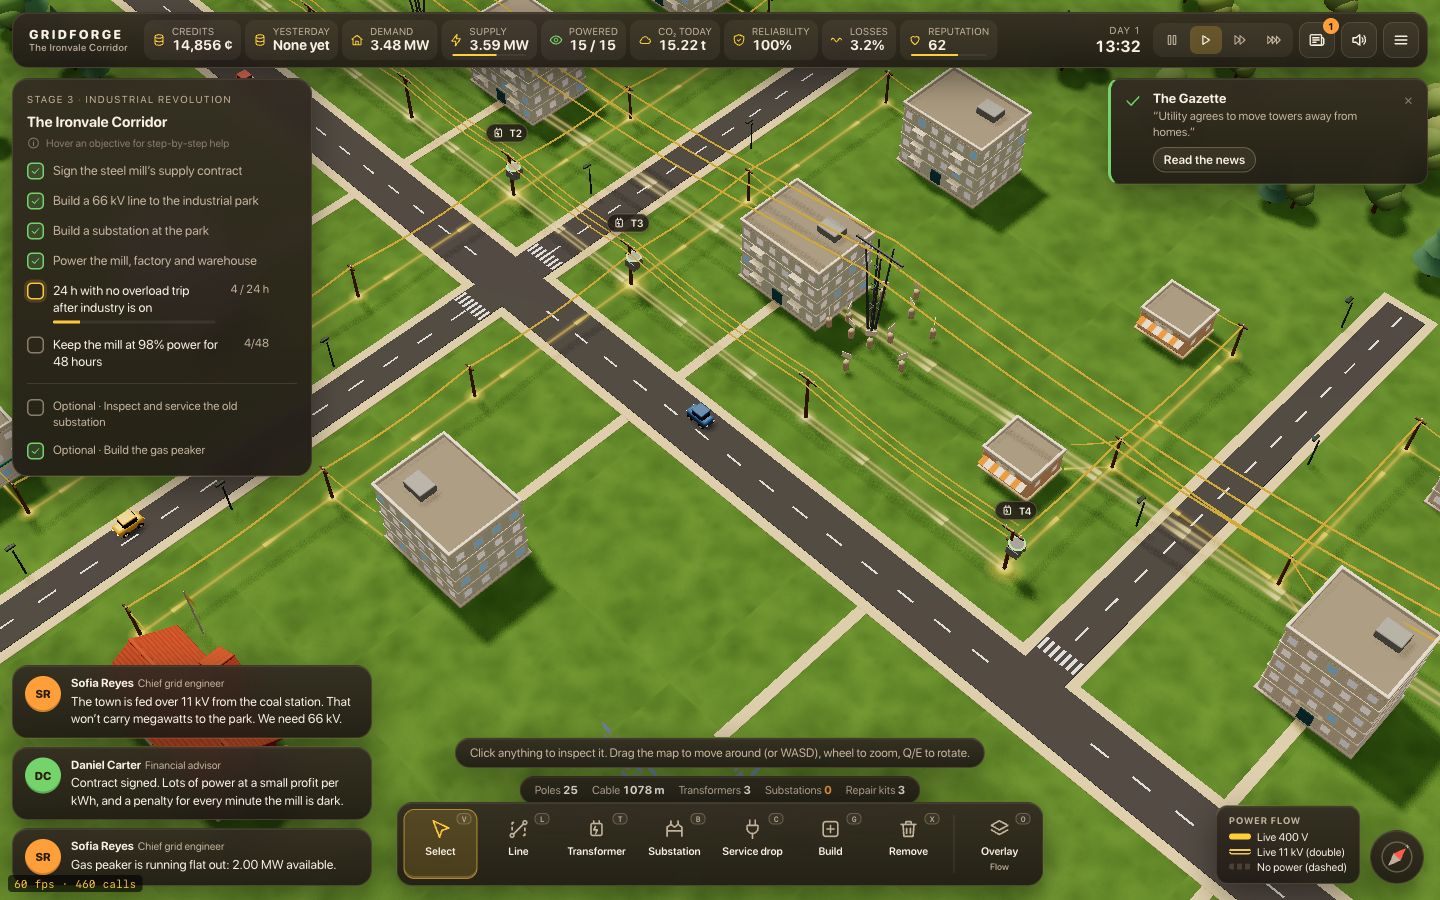 GRIDFORGE
The Ironvale Corridor
CREDITS
14,856 ¢
YESTERDAY
None yet
DEMAND
3.48 MW
SUPPLY
3.59 MW
POWERED
15 / 15
CO₂ TODAY
15.22 t
RELIABILITY
100%
LOSSES
3.2%
REPUTATION
62
DAY 1
13:32
1
STAGE 3 · INDUSTRIAL REVOLUTION
The Ironvale Corridor
Hover an objective for step-by-step help
Sign the steel mill's supply contract
Build a 66 kV line to the industrial park
Build a substation at the park
Power the mill, factory and warehouse
24 h with no overload trip
after industry is on
4 / 24 h
Keep the mill at 98% power for
48 hours
4/48
Optional · Inspect and service the old
substation
Optional · Build the gas peaker
The Gazette
“Utility agrees to move towers away from
homes.”
Read the news
T2
T3
T4
SR
Sofia Reyes Chief grid engineer
The town is fed over 11 kV from the coal station. That
won't carry megawatts to the park. We need 66 kV.
DC
Daniel Carter Financial advisor
Contract signed. Lots of power at a small profit per
kWh, and a penalty for every minute the mill is dark.
SR
Sofia Reyes Chief grid engineer
Gas peaker is running flat out: 2.00 MW available.
60 fps · 460 calls
Click anything to inspect it. Drag the map to move around (or WASD), wheel to zoom, Q/E to rotate.
Poles 25 Cable 1078 m Transformers 3 Substations 0 Repair kits 3
V
Select
L
Line
T
Transformer
B
Substation
C
Service drop
G
Build
X
Remove
O
Overlay
Flow
POWER FLOW
Live 400 V
Live 11 kV (double)
No power (dashed)